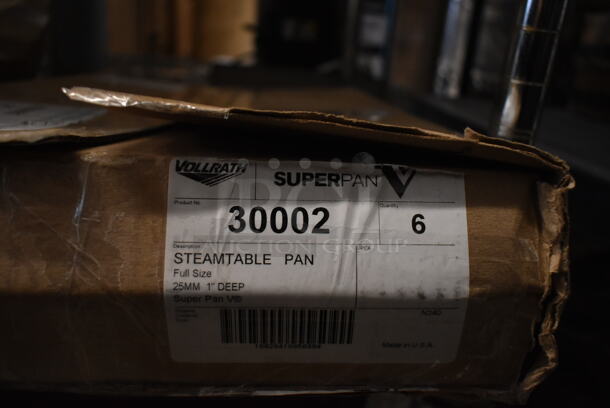 VOLLRATH SUPERPAN V
Product No. Quantity
30002 6
Description
STEAMTABLE PAN
Full Size
25MM 1" DEEP
Super Pan V®
Made in U.S.A.